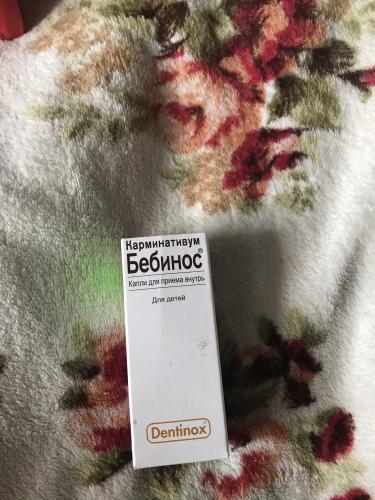 Карминативум
Бебинос®
Капли для приема внутрь
Для детей
Dentinox®